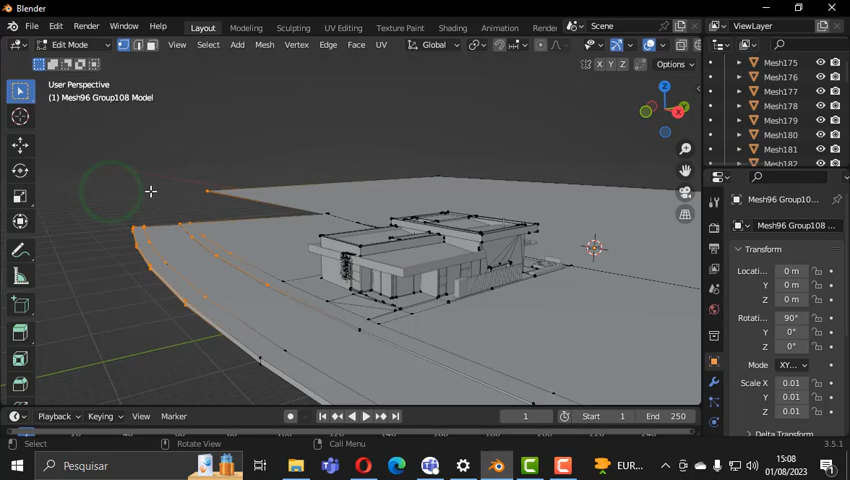 Blender
File Edit Render Window Help Layout Modeling Sculpting UV Editing Texture Paint Shading Animation Render Scene ViewLayer
Edit Mode View Select Add Mesh Vertex Edge Face UV Global
X Y Z Options
User Perspective
(1) Mesh96 Group108 Model
Z
Y
X
Mesh175
Mesh176
Mesh177
Mesh178
Mesh179
Mesh180
Mesh181
Mesh182
Mesh96 Group10...
Mesh96 Group108 ...
Transform
Locati... 0 m
Y 0 m
Z 0 m
Rotati... 90°
Y 0°
Z 0°
Mode XY...
Scale X 0.01
Y 0.01
Z 0.01
Delta Transform
Playback Keying View Marker 1 Start 1 End 250
Select Rotate View Call Menu 3.5.1
Pesquisar EUR... 15:08
01/08/2023